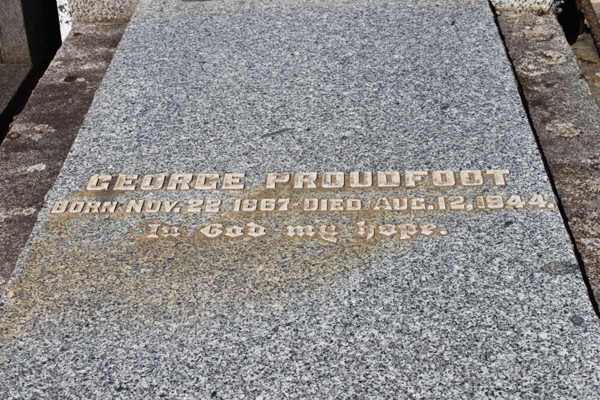 GEORGE PROUDFOOT
BORN NOV. 22 1867 - DIED AUG. 12, 1944.
In God my hope.